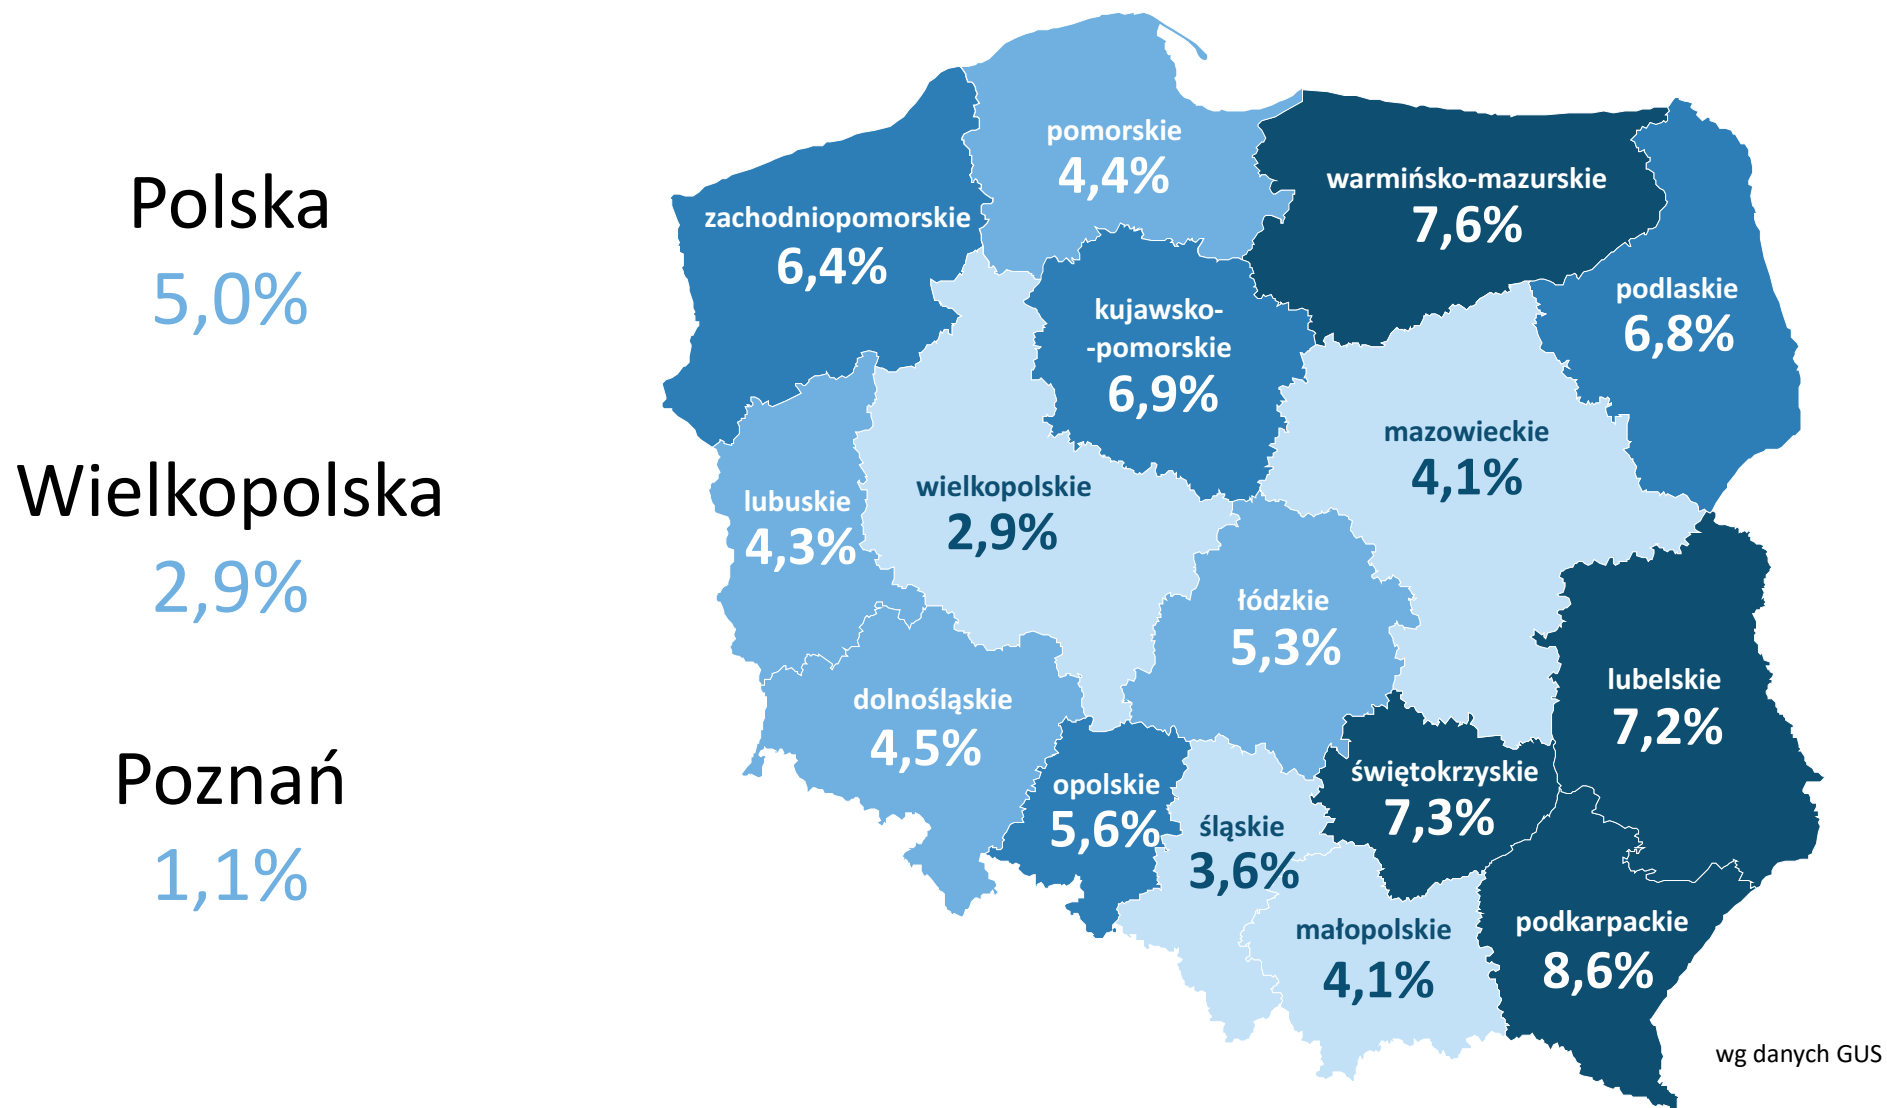 Polska
5,0%
Wielkopolska
2,9%
Poznań
1,1%
pomorskie
4,4%
warmińsko-mazurskie
7,6%
zachodniopomorskie
6,4%
podlaskie
6,8%
kujawsko-
-pomorskie
6,9%
mazowieckie
4,1%
wielkopolskie
2,9%
lubuskie
4,3%
łódzkie
5,3%
lubelskie
7,2%
dolnośląskie
4,5%
świętokrzyskie
7,3%
opolskie
5,6%
śląskie
3,6%
podkarpackie
8,6%
małopolskie
4,1%
wg danych GUS